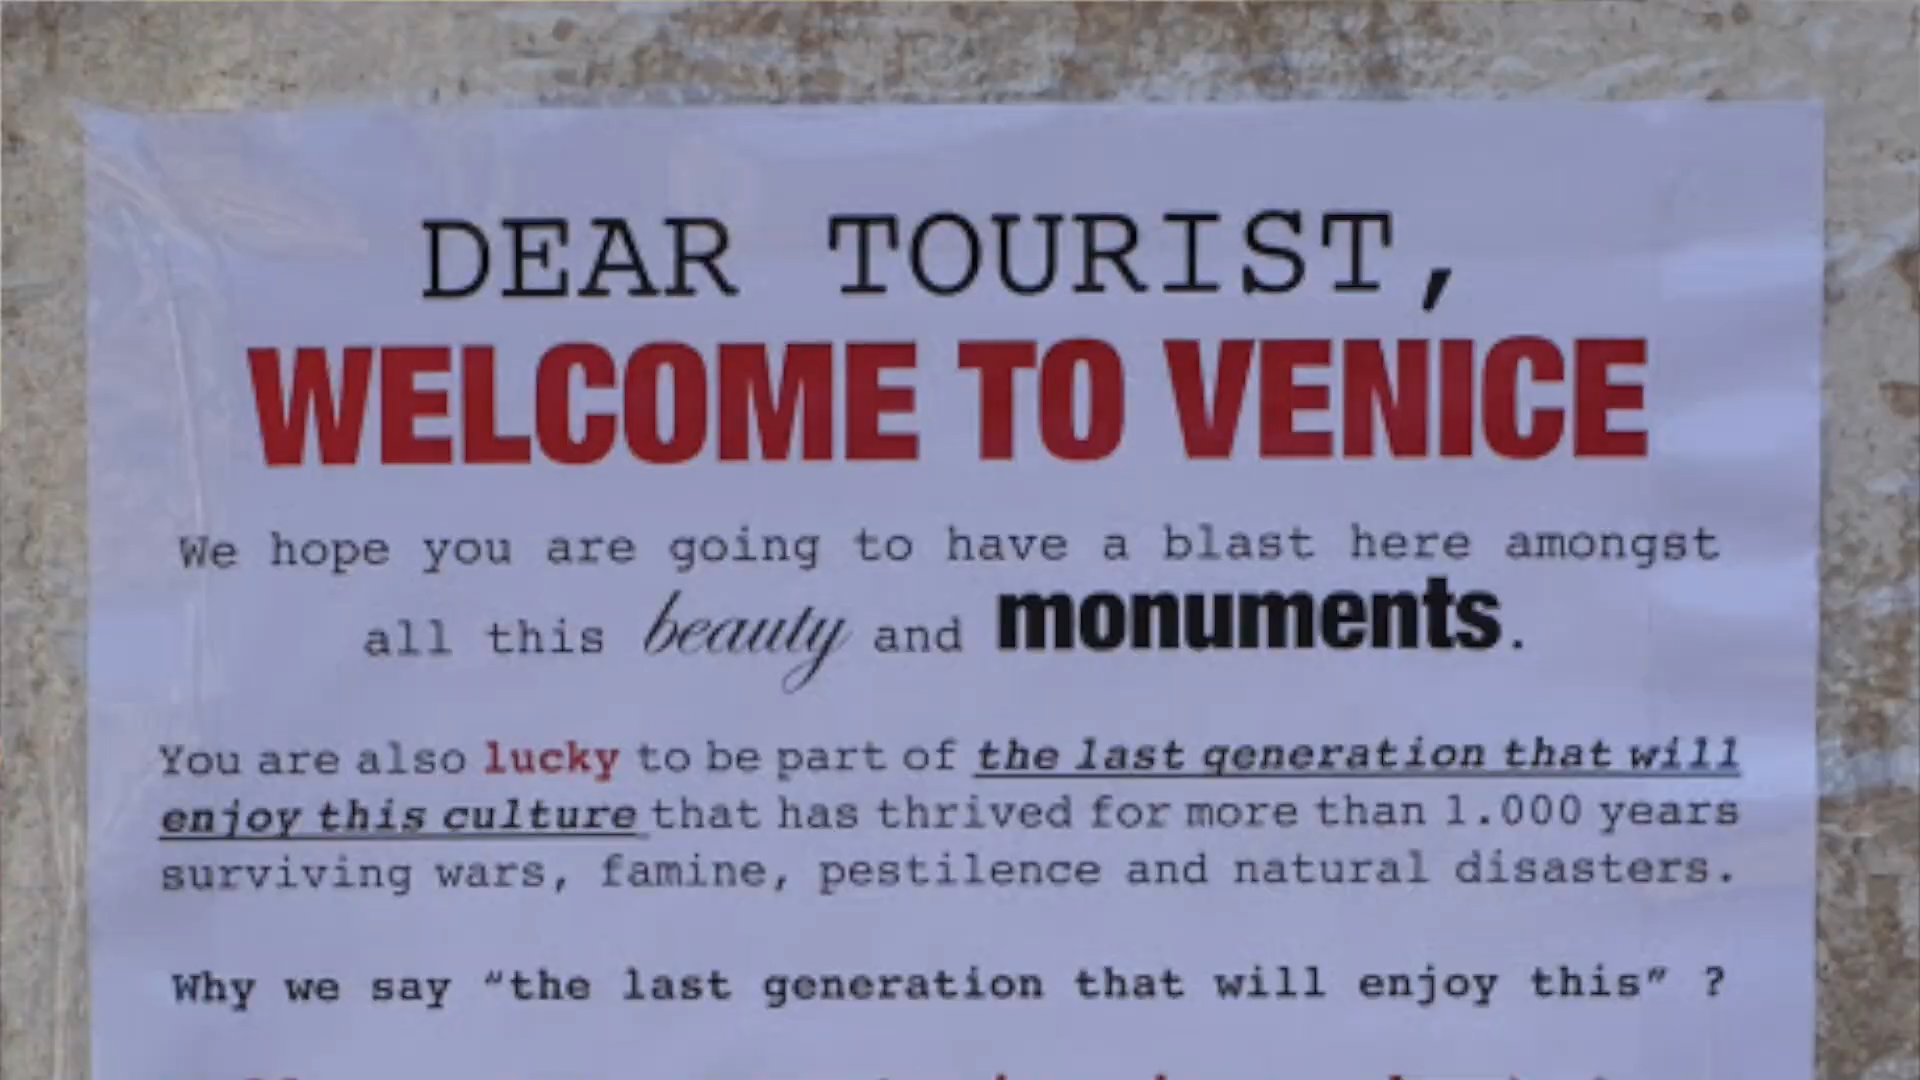 DEAR TOURIST,
WELCOME TO VENICE
We hope you are going to have a blast here amongst
all this beauty and monuments.
You are also lucky to be part of the last generation that will
enjoy this culture that has thrived for more than 1.000 years
surviving wars, famine, pestilence and natural disasters.
Why we say “the last generation that will enjoy this” ?